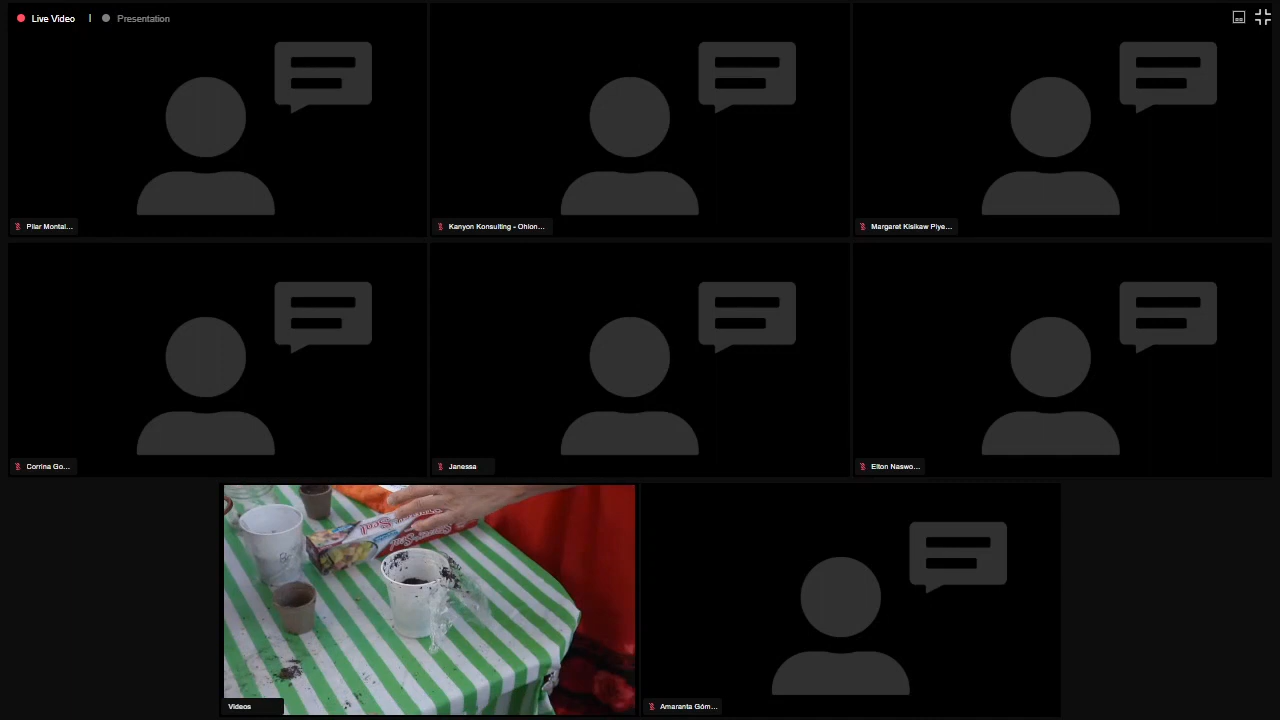 Live Video | Presentation
Pilar Montal...
Kanyon Konsulting - Ohlon...
Margaret Kisikaw Piye...
Corrina Go...
Janessa
Elton Naswo...
Videos
Amaranta Góm...